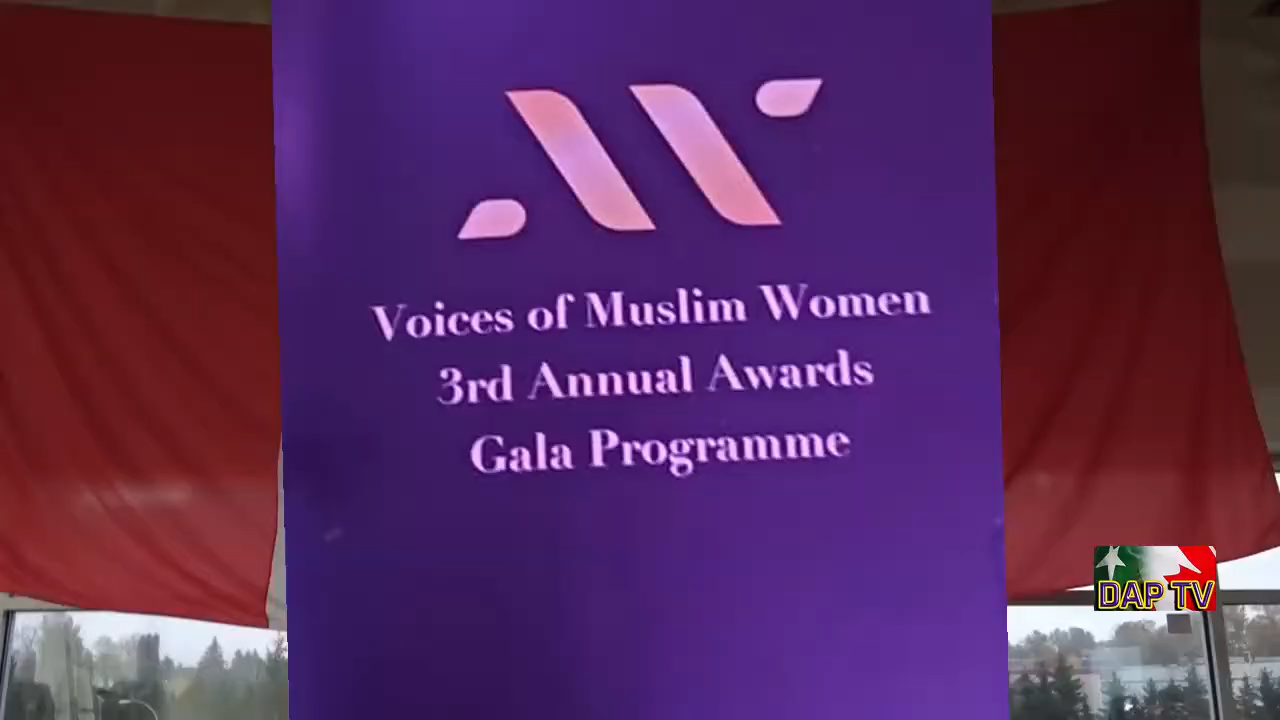 Voices of Muslim Women
3rd Annual Awards
Gala Programme
DAP TV